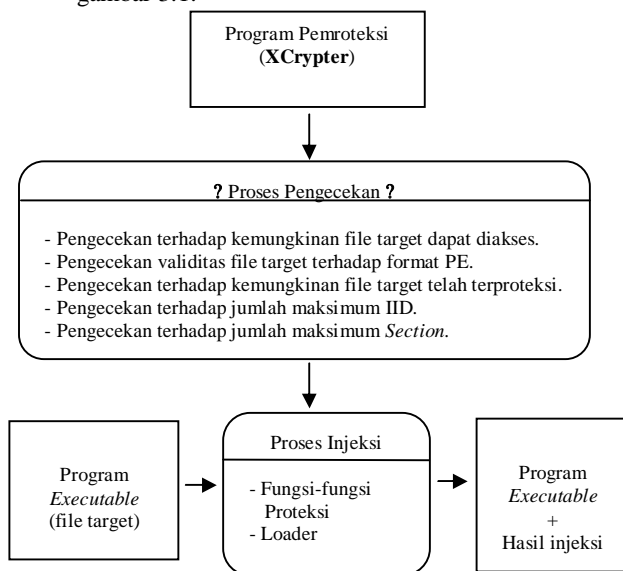 gambar 3.1.
Program Pemroteksi
(XCrypter)
? Proses Pengecekan ?
- Pengecekan terhadap kemungkinan file target dapat diakses.
- Pengecekan validitas file target terhadap format PE.
- Pengecekan terhadap kemungkinan file target telah terproteksi.
- Pengecekan terhadap jumlah maksimum IID.
- Pengecekan terhadap jumlah maksimum Section.
Program
Executable
(file target)
Proses Injeksi
- Fungsi-fungsi
Proteksi
- Loader
Program
Executable
+
Hasil injeksi